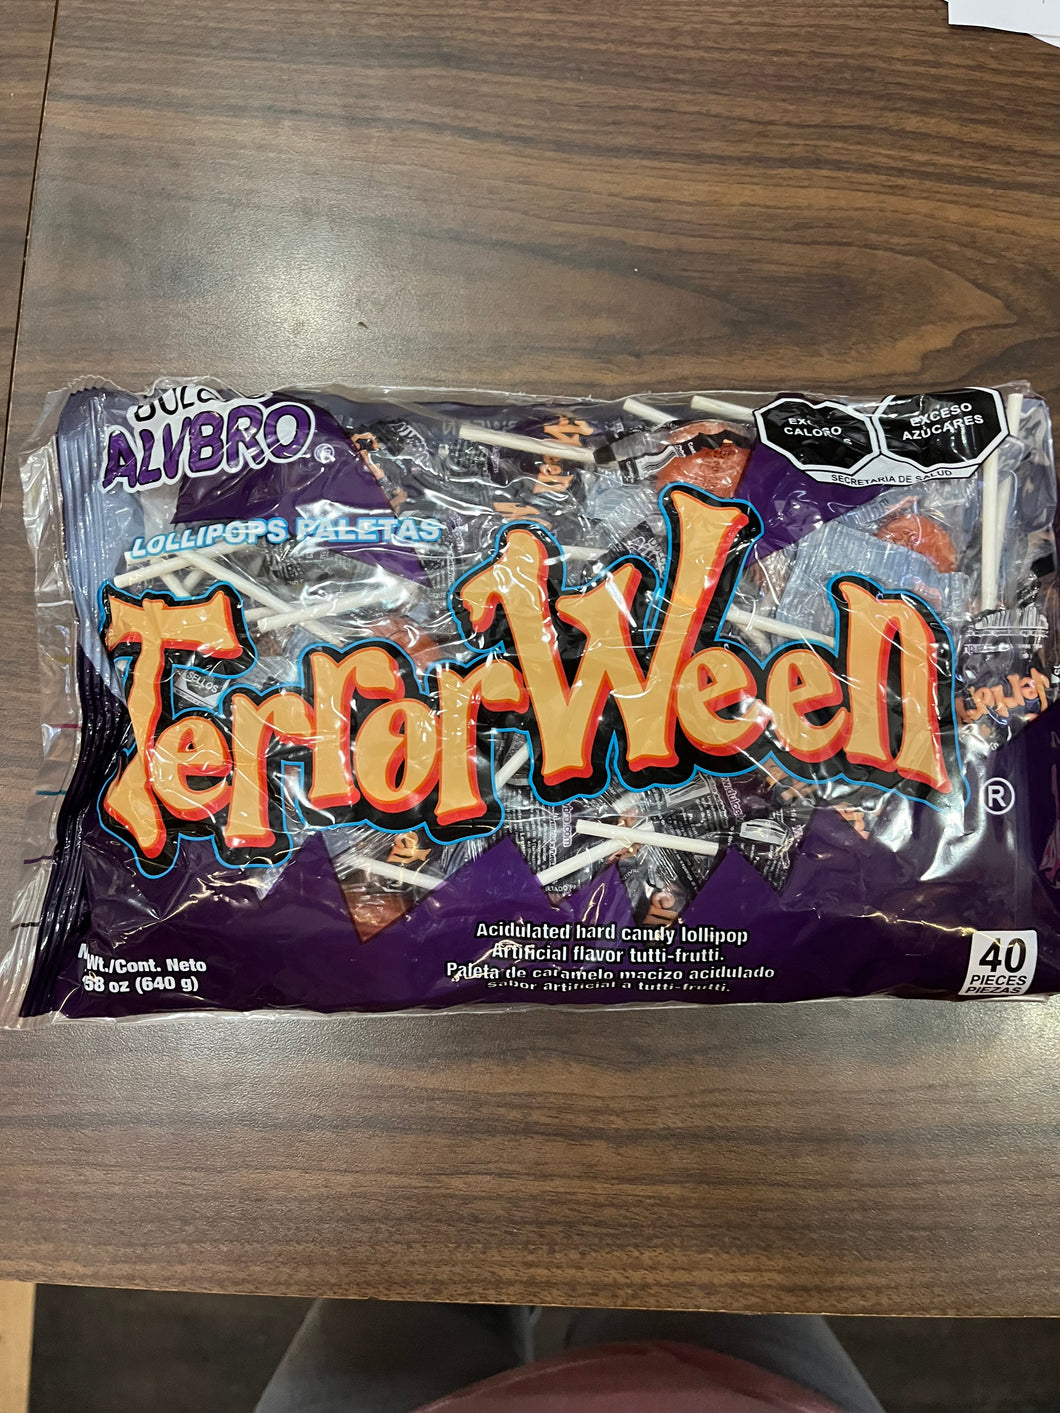 ALVBRO®
LOLLIPOPS PALETAS
EXCESO
AZÚCARES
SECRETARÍA DE SALUD
TerrorWeen®
SELLOS
Wt./Cont. Neto
oz (640 g)
Acidulated hard candy lollipop
Artificial flavor tutti-frutti.
Paleta de caramelo macizo acidulado
sabor artificial a tutti-frutti.
40
PIECES
PIEZAS